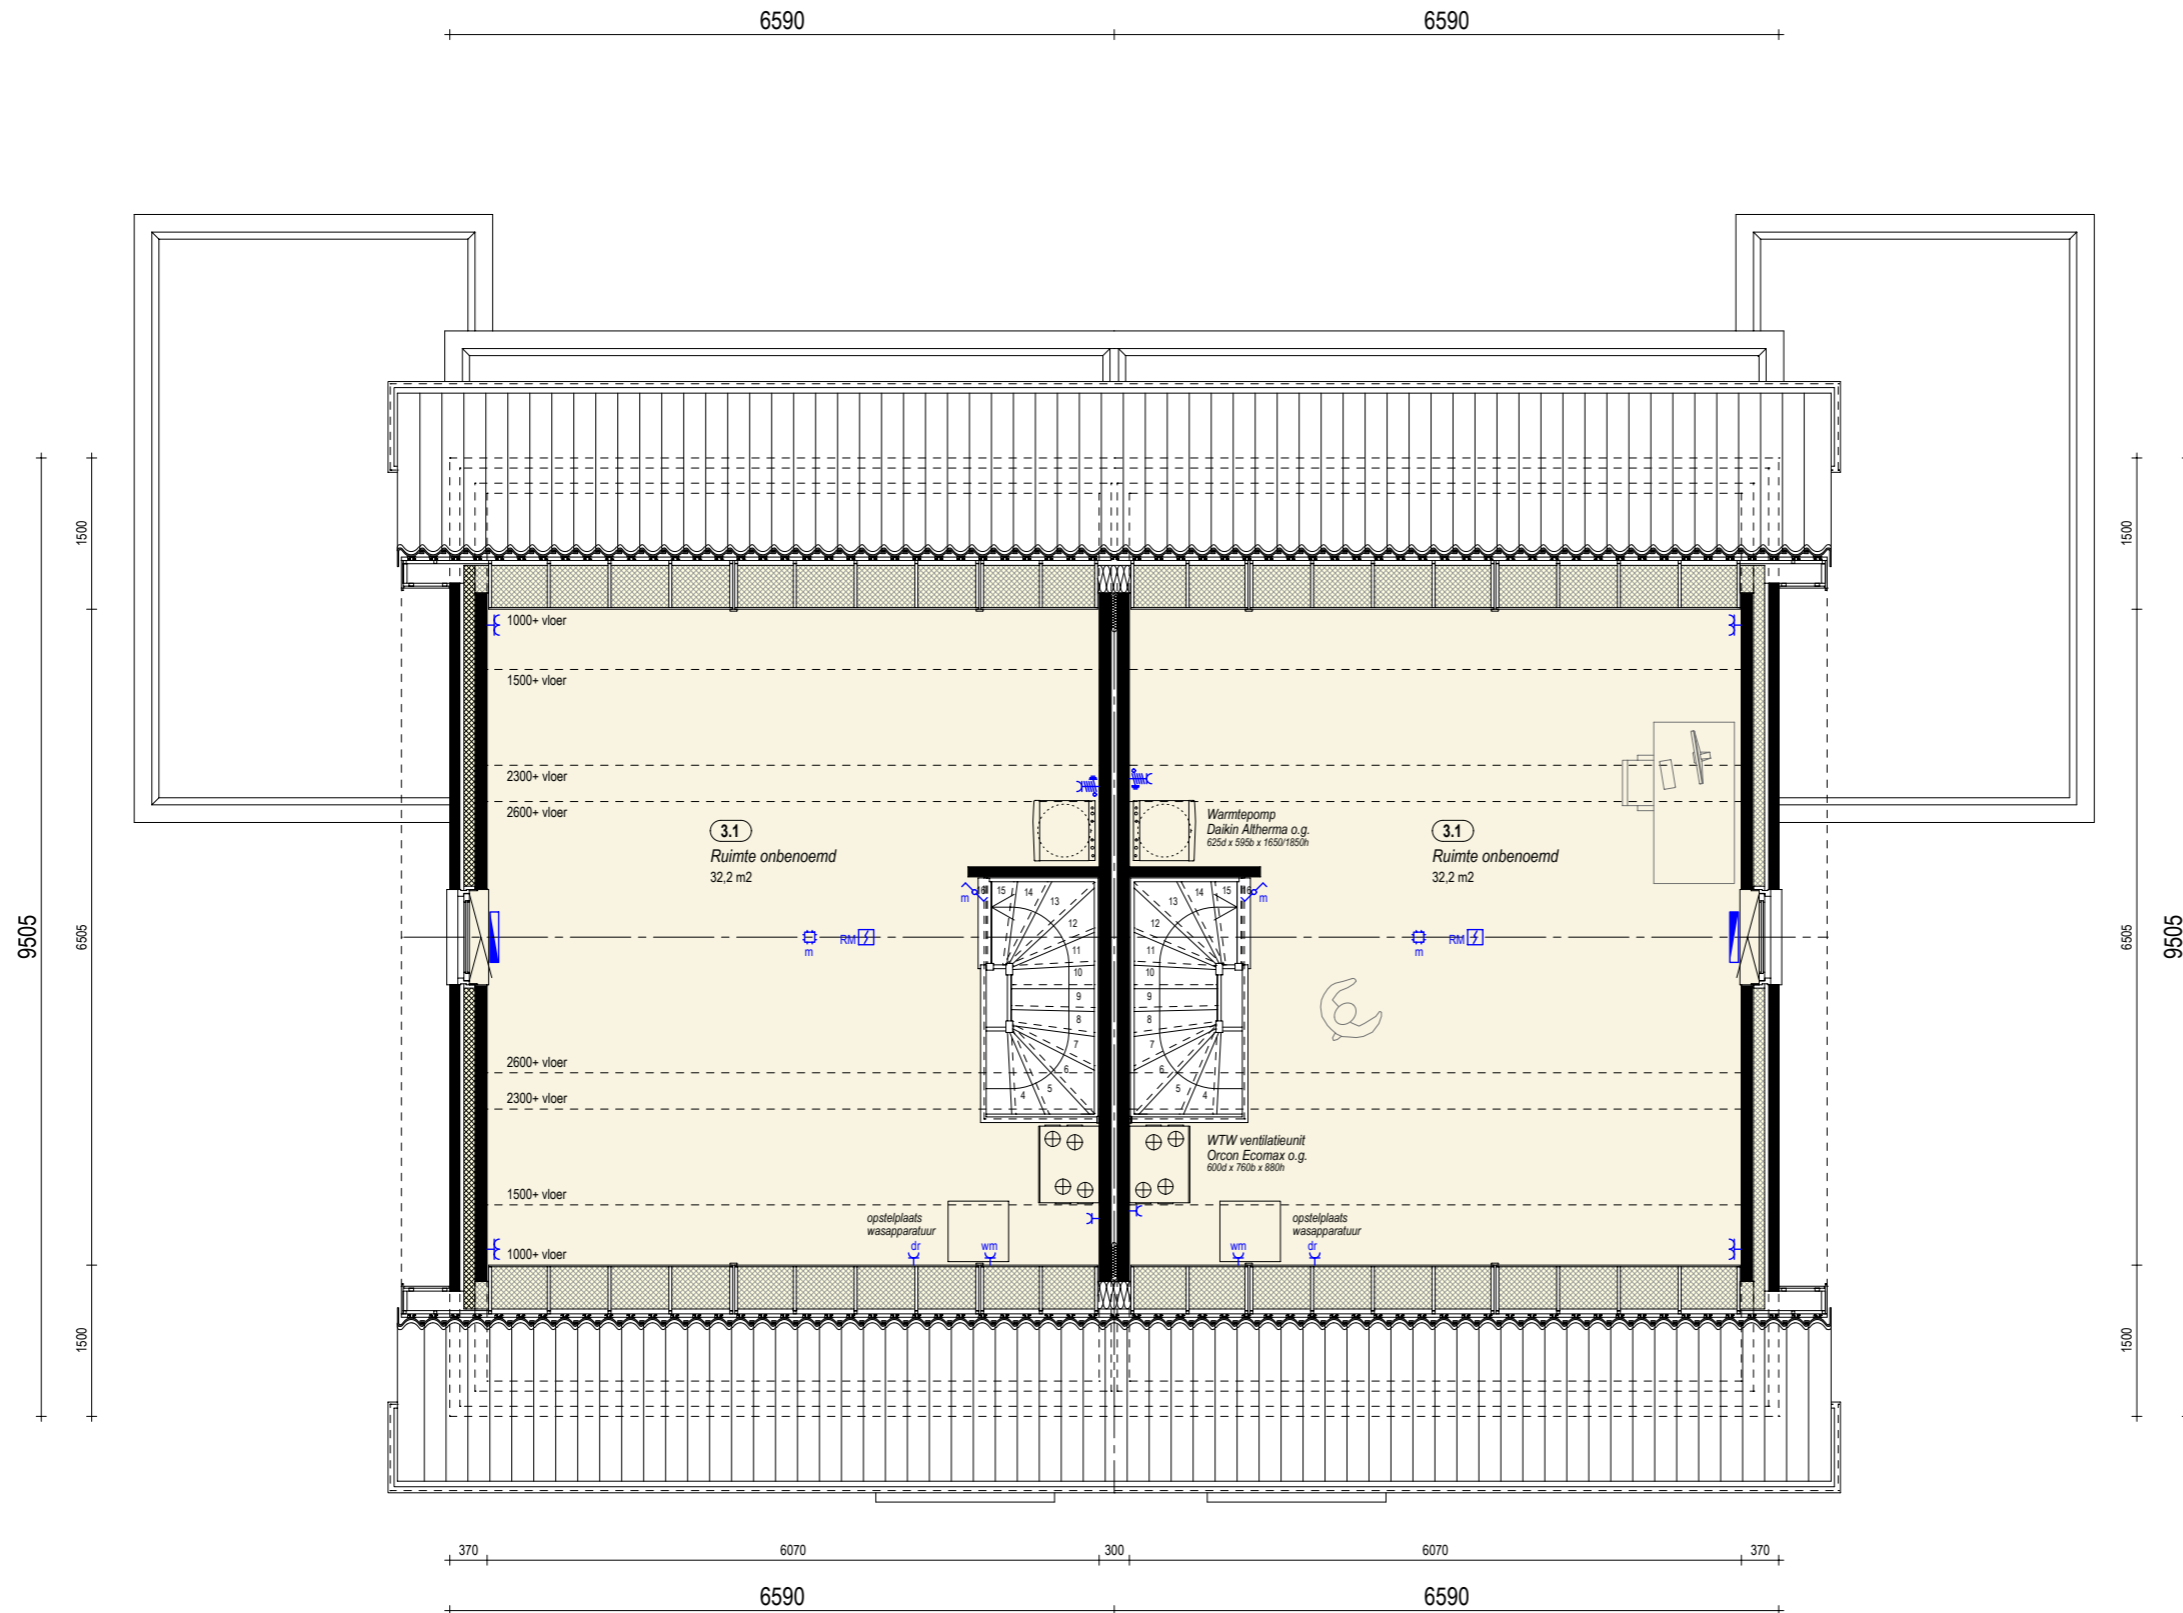 6590 6590
1500 1500
1000+ vloer
1500+ vloer
2300+ vloer
2600+ vloer
Warmtepomp
Daikin Altherma o.g.
625d x 595b x 1650/1850h
3.1 3.1
Ruimte onbenoemd Ruimte onbenoemd
32,2 m2 32,2 m2
16 15 14 13 12 11 10 9 8 7 6 5 4
14 15 16 13 12 11 10 9 8 7 6 5 4
m m
9505 6505 6505 9505
RM RM
m m
2600+ vloer
2300+ vloer
WTW ventilatieunit
Orcon Ecomax o.g.
600d x 760b x 880h
1500+ vloer
opstelplaats opstelplaats
wasapparatuur wasapparatuur
dr wm wm dr
1000+ vloer
1500 1500
370 6070 300 6070 370
6590 6590